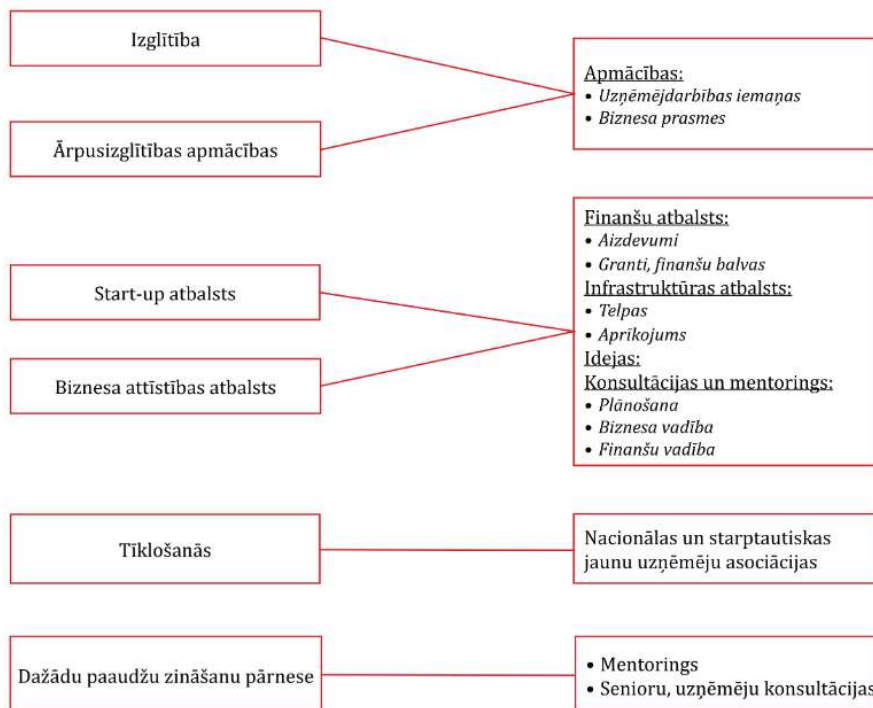 Izglītība
Ārpusizglītības apmācības
Apmācības:
• Uzņēmējdarbības iemaņas
• Biznesa prasmes
Start-up atbalsts
Biznesa attīstības atbalsts
Finanšu atbalsts:
• Aizdevumi
• Granti, finanšu balvas
Infrastruktūras atbalsts:
• Telpas
• Aprīkojums
Idejas:
Konsultācijas un mentorings:
• Plānošana
• Biznesa vadība
• Finanšu vadība
Tīklošanās
Nacionālas un starptautiskas
jaunu uzņēmēju asociācijas
Dažādu paaudžu zināšanu pārnese
• Mentorings
• Senioru, uzņēmēju konsultācijas